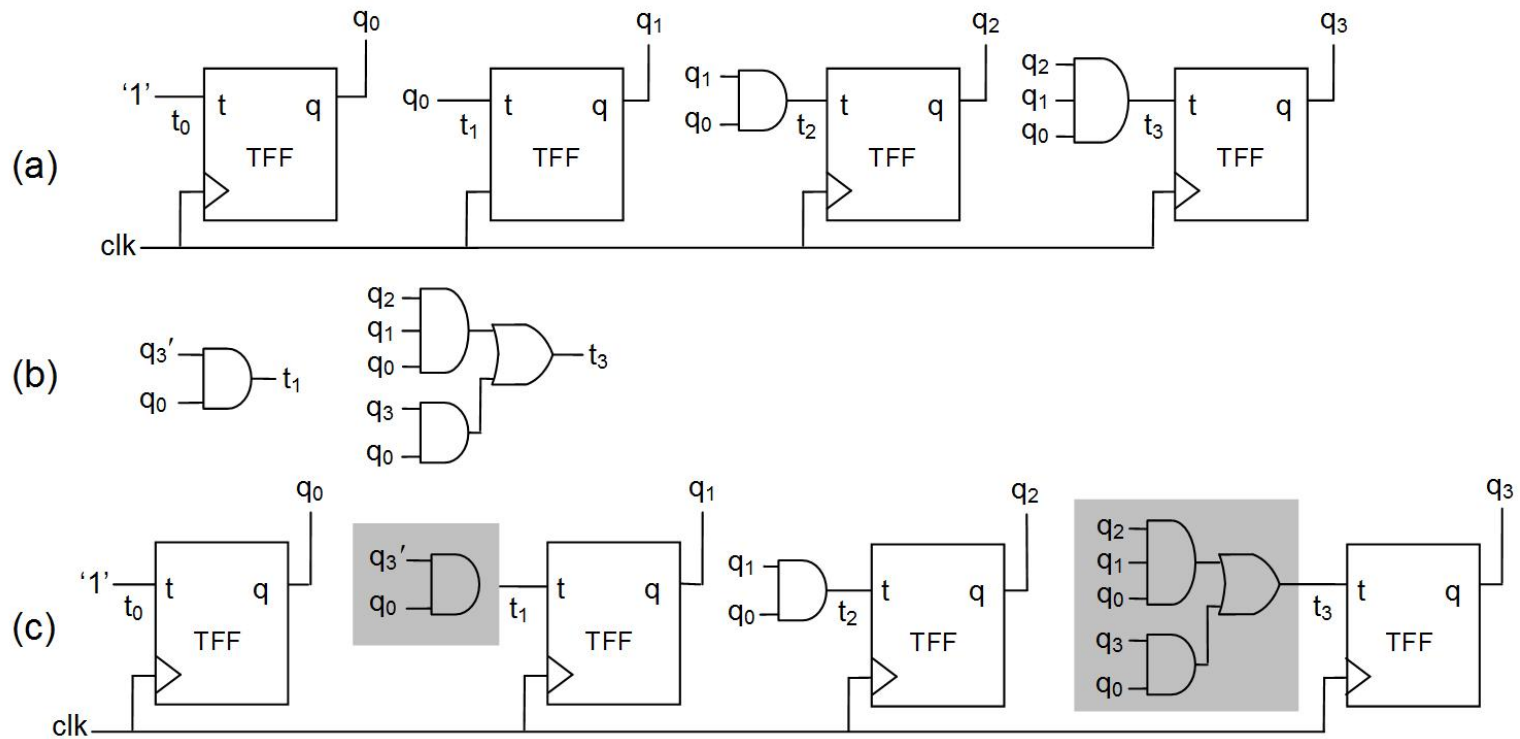 (a)
q0 q1 q2 q3
'1' t0 t q TFF
q0 t1 t q TFF
q1 q0 t2 t q TFF
q2 q1 q0 t3 t q TFF
clk
(b)
q3′ q0 t1
q2 q1 q0 q3 q0 t3
(c)
q0 q1 q2 q3
'1' t0 t q TFF
q3′ q0 t1 t q TFF
q1 q0 t2 t q TFF
q2 q1 q0 q3 q0 t3 t q TFF
clk